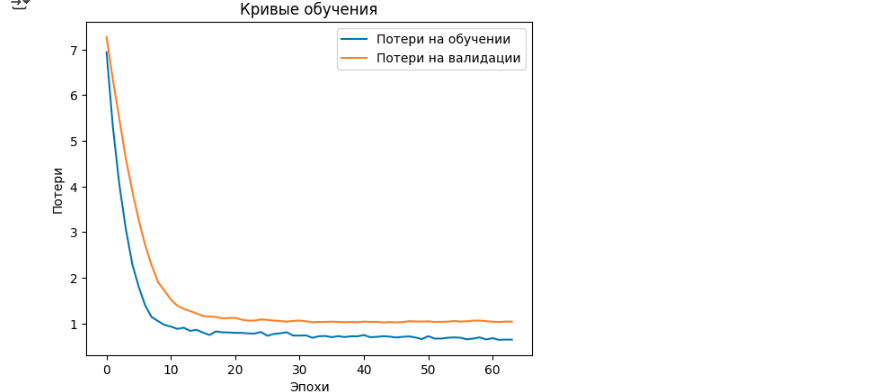 Кривые обучения
Потери на обучении
Потери на валидации
Потери
7
6
5
4
3
2
1
0 10 20 30 40 50 60
Эпохи